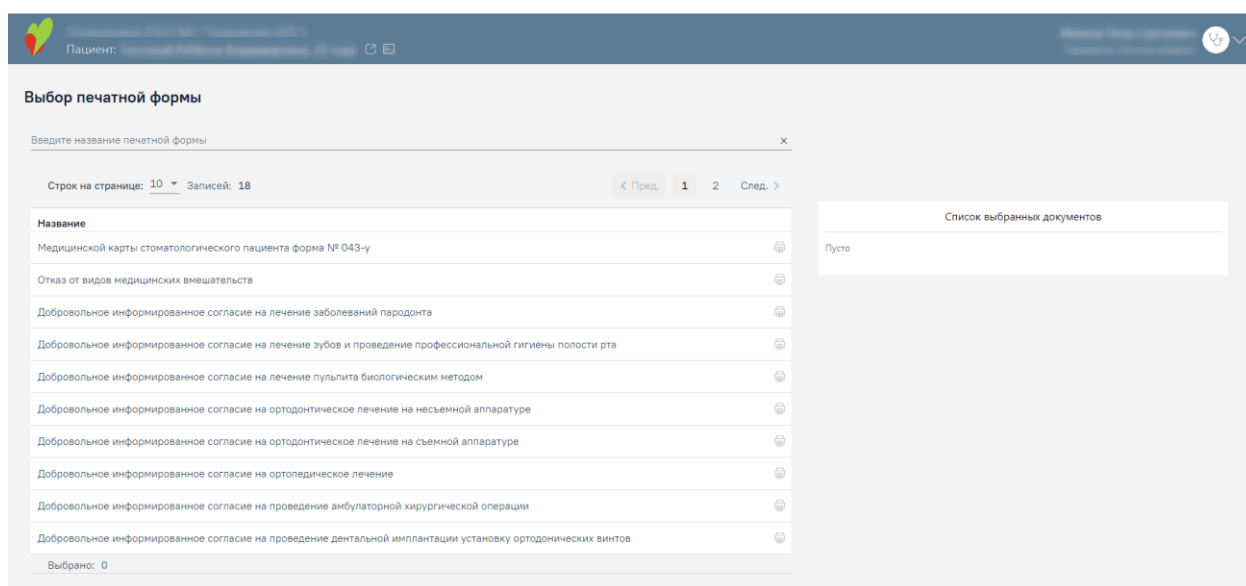 Пациент:
Выбор печатной формы
Введите название печатной формы
Строк на странице: 10 Записей: 18 < Пред. 1 2 След. >
Название
Медицинской карты стоматологического пациента форма № 043-у
Отказ от видов медицинских вмешательств
Добровольное информированное согласие на лечение заболеваний пародонта
Добровольное информированное согласие на лечение зубов и проведение профессиональной гигиены полости рта
Добровольное информированное согласие на лечение пульпита биологическим методом
Добровольное информированное согласие на ортодонтическое лечение на несъемной аппаратуре
Добровольное информированное согласие на ортодонтическое лечение на съемной аппаратуре
Добровольное информированное согласие на ортопедическое лечение
Добровольное информированное согласие на проведение амбулаторной хирургической операции
Добровольное информированное согласие на проведение дентальной имплантации установку ортодонических винтов
Выбрано: 0
Список выбранных документов
Пусто